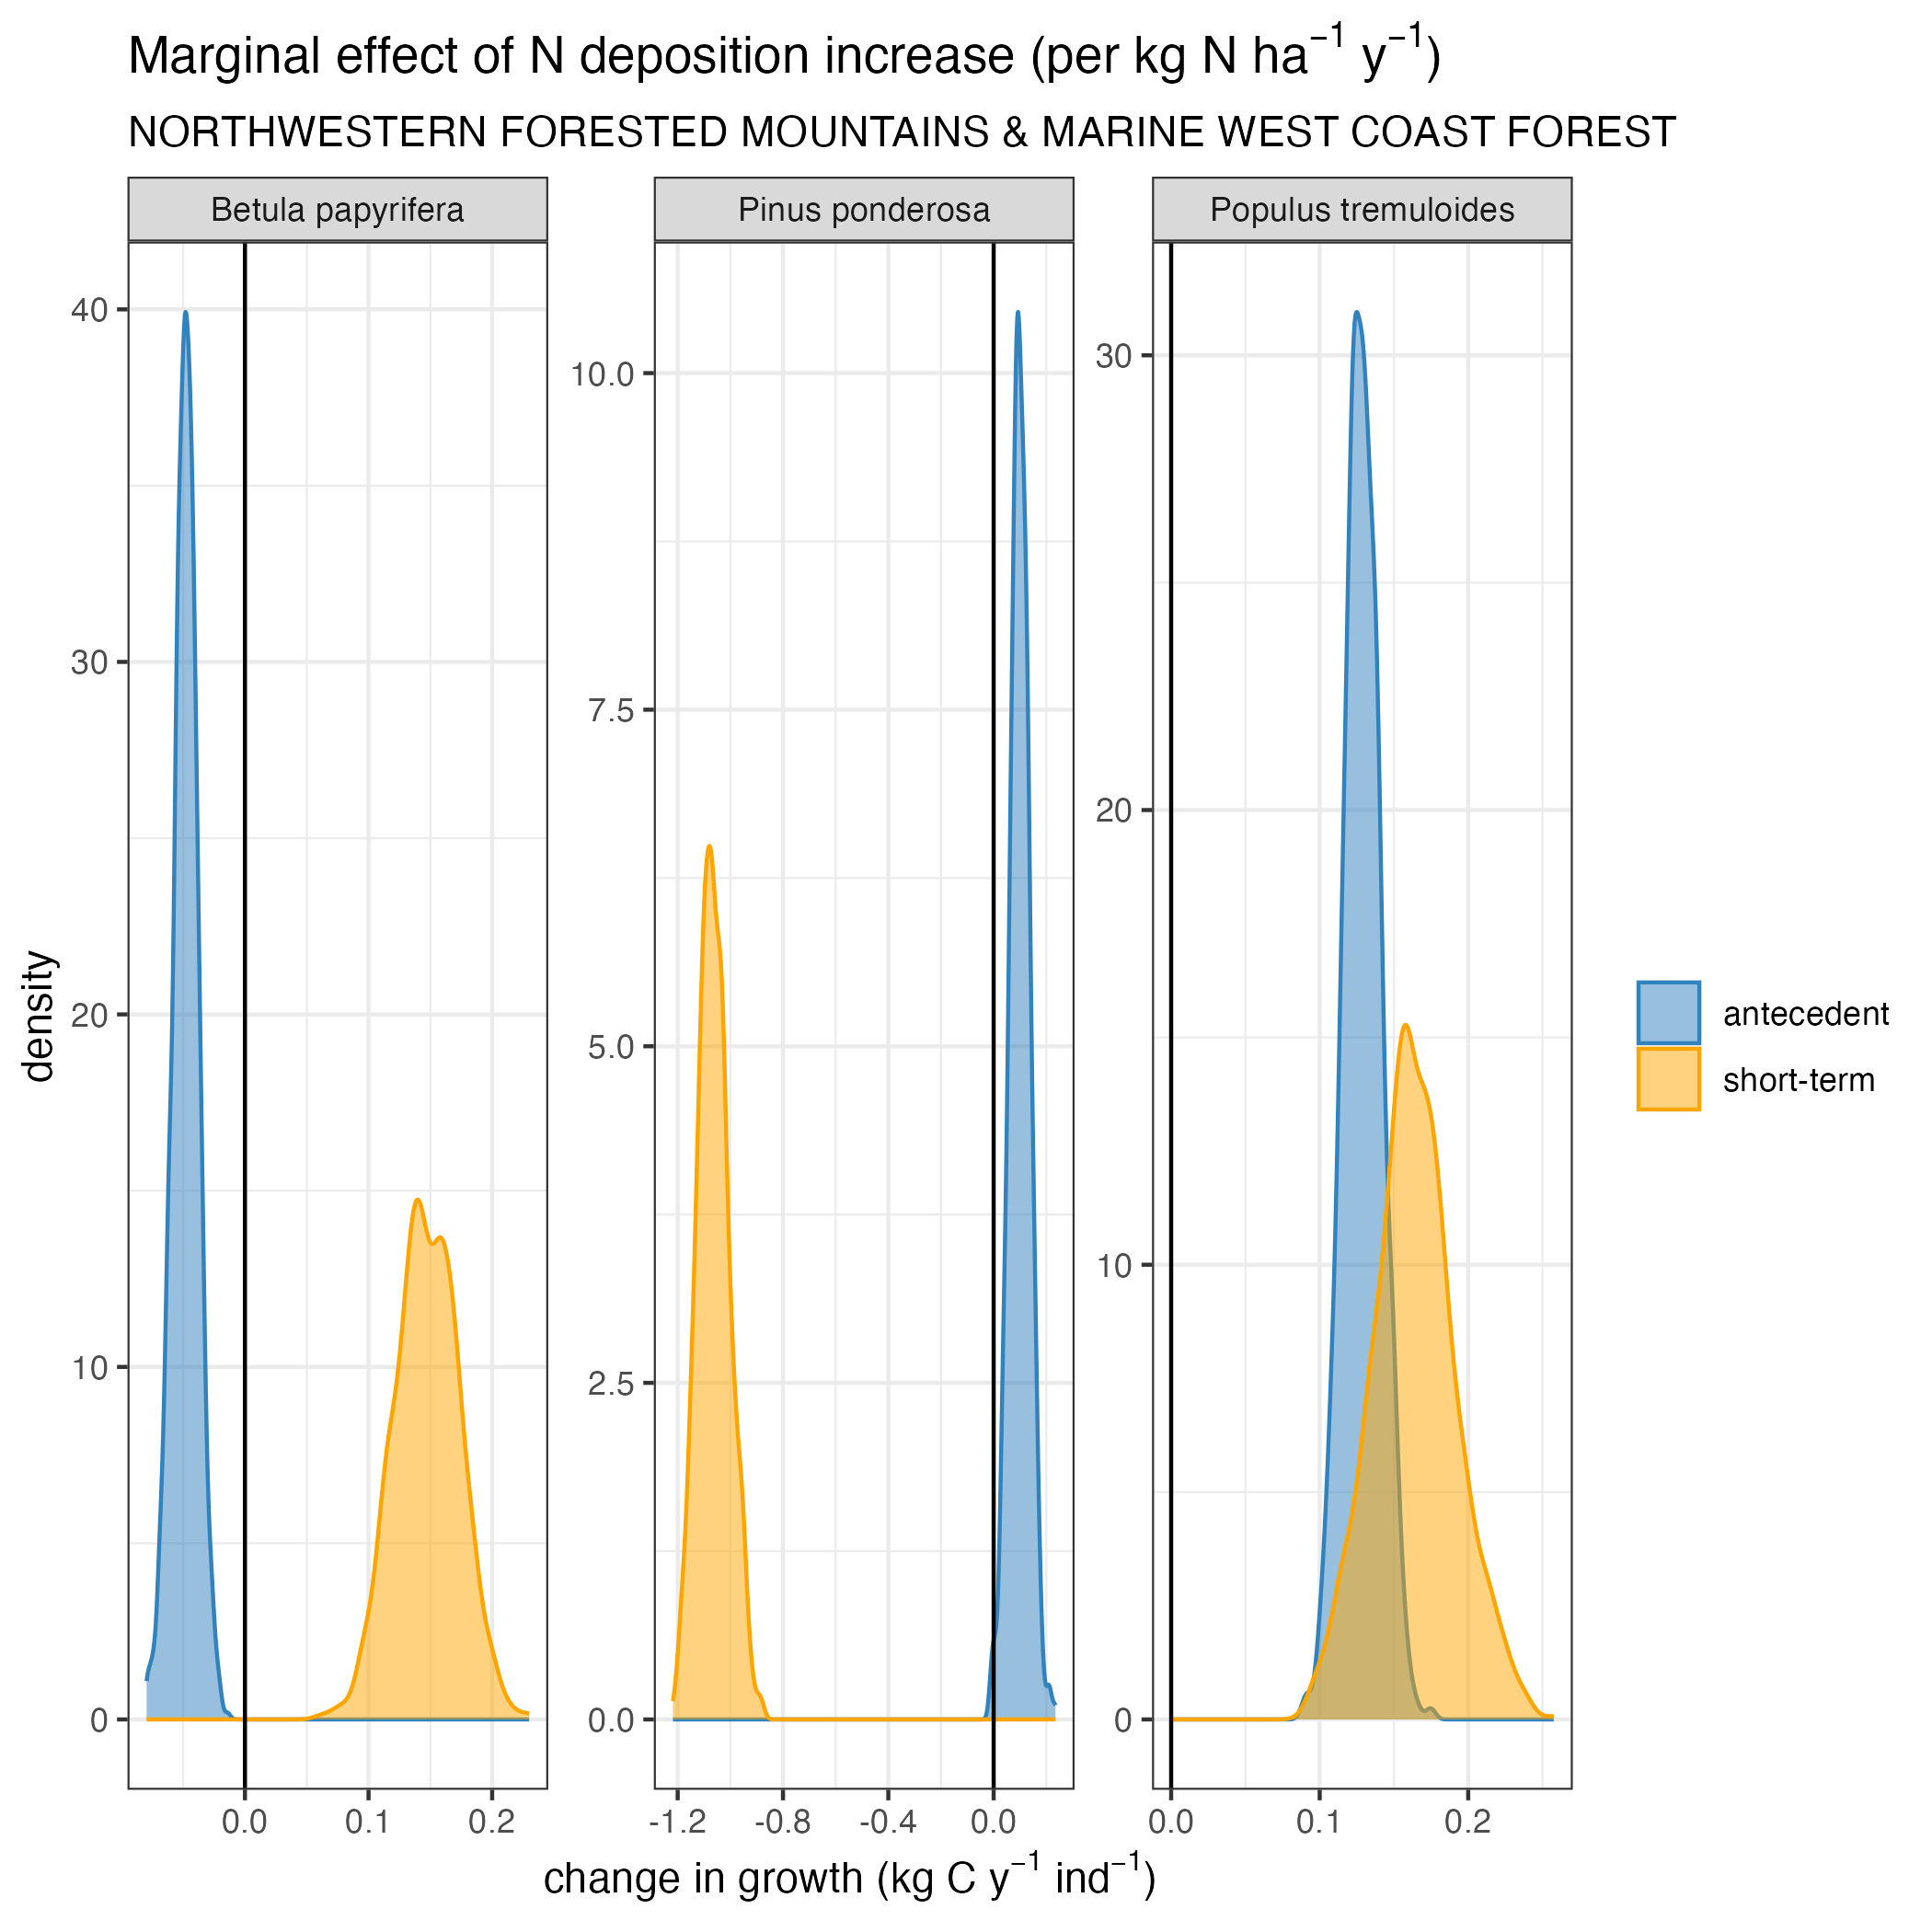 Marginal effect of N deposition increase (per kg N ha⁻¹ y⁻¹)
NORTHWESTERN FORESTED MOUNTAINS & MARINE WEST COAST FOREST
Betula papyrifera
Pinus ponderosa
Populus tremuloides
density
40
30
20
10
0
10.0
7.5
5.0
2.5
0.0
30
20
10
0
0.0 0.1 0.2
-1.2 -0.8 -0.4 0.0
0.0 0.1 0.2
change in growth (kg C y⁻¹ ind⁻¹)
antecedent
short-term